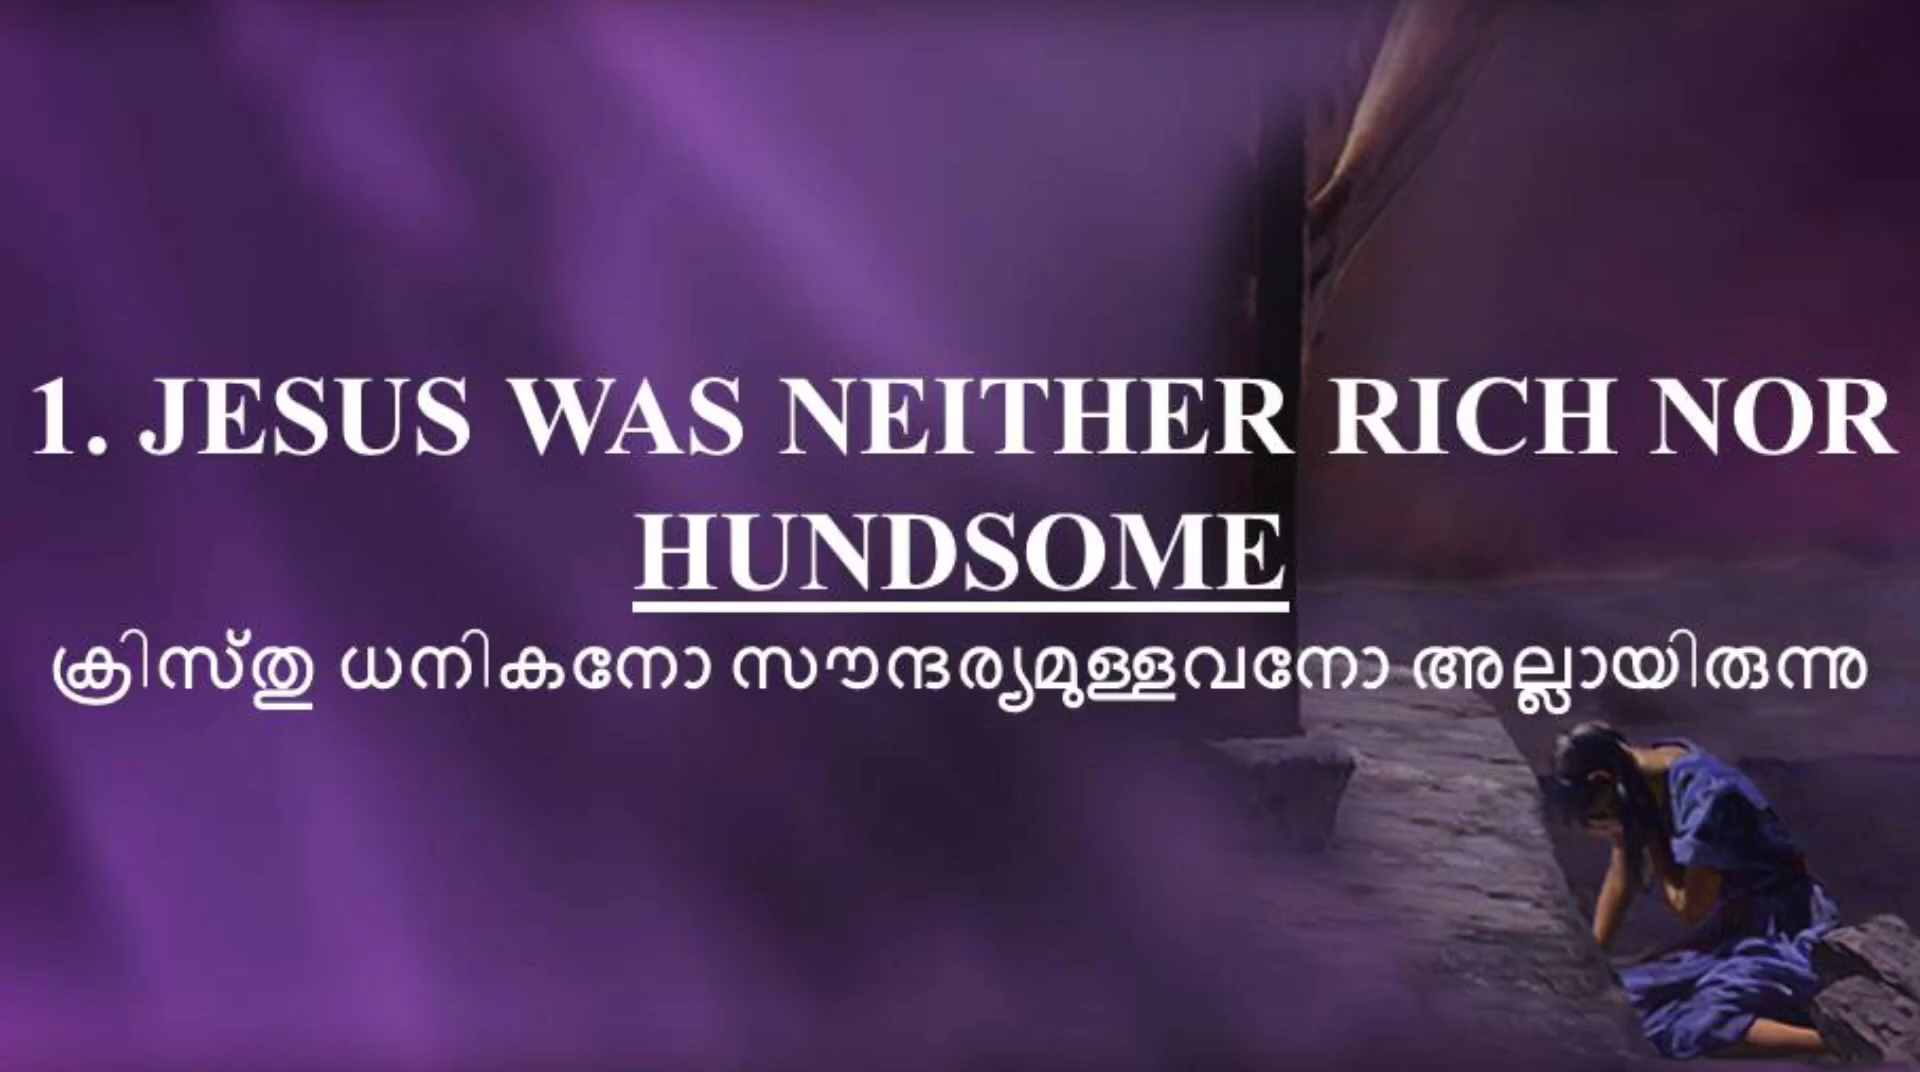 1. JESUS WAS NEITHER RICH NOR
HUNDSOME
ക്രിസ്തു ധനികനോ സൗന്ദര്യമുള്ളവനോ അല്ലായിരുന്നു